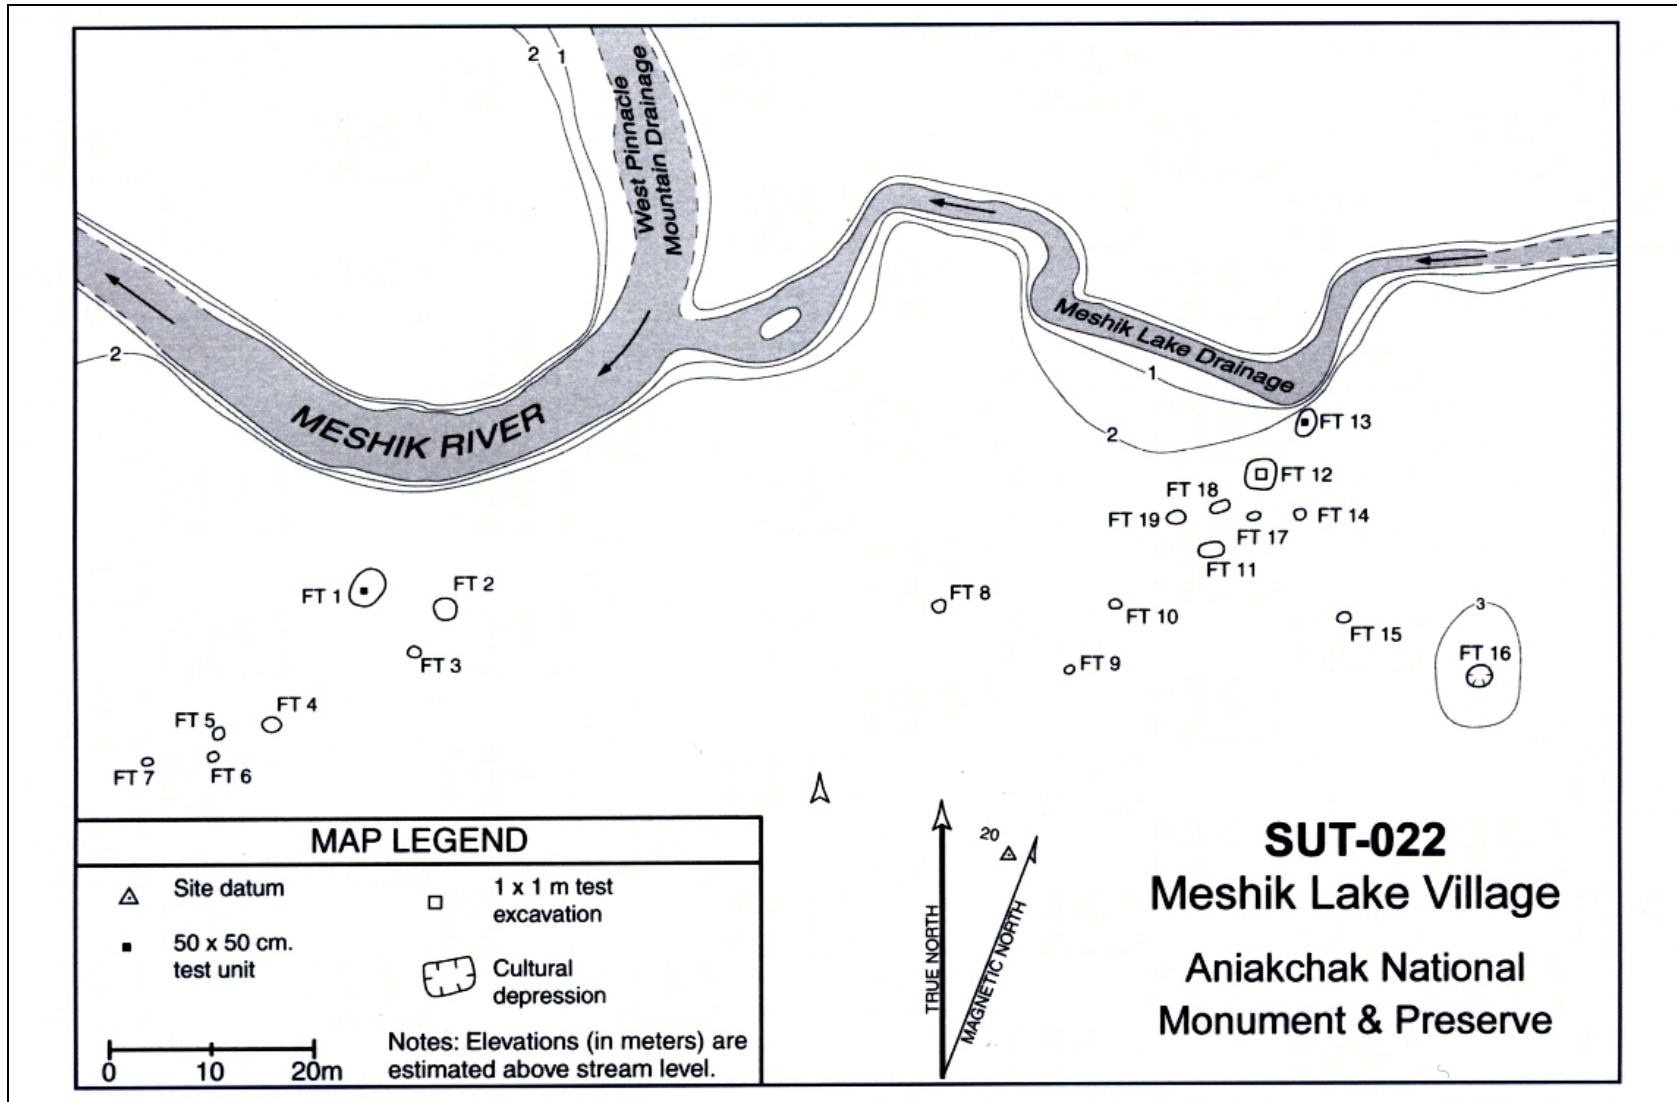 2
1
West Pinnacle
Mountain Drainage
Meshik Lake Drainage
2
MESHIK RIVER
1
2
FT 13
FT 12
FT 18
FT 19
FT 14
FT 17
FT 11
FT 1
FT 2
FT 8
FT 10
FT 15
3
FT 3
FT 9
FT 16
FT 4
FT 5
FT 7
FT 6
MAP LEGEND
Site datum
1 x 1 m test
excavation
50 x 50 cm.
test unit
Cultural
depression
0 10 20m
Notes: Elevations (in meters) are
estimated above stream level.
20
TRUE NORTH
MAGNETIC NORTH
SUT-022
Meshik Lake Village
Aniakchak National
Monument & Preserve